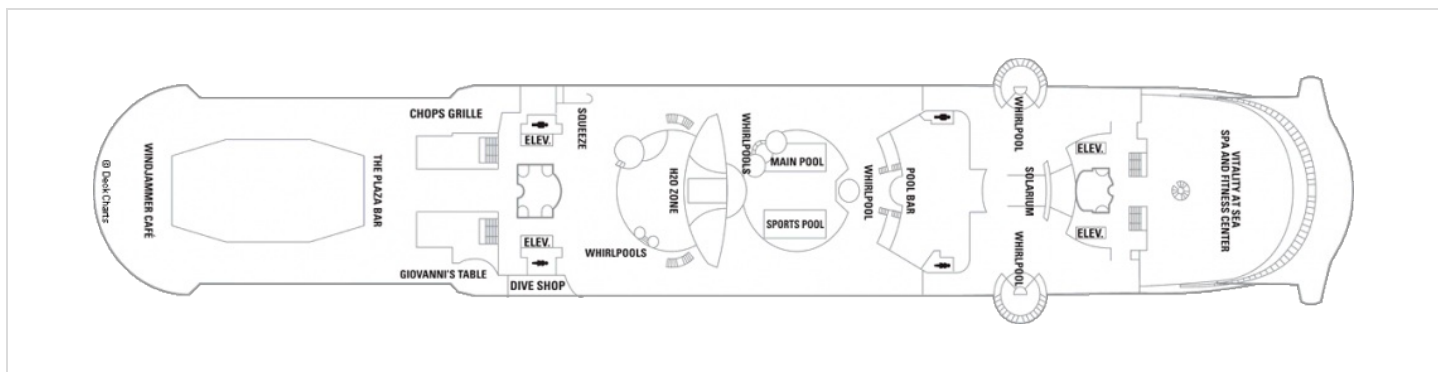 @ Deck Charts
WINDJAMMER CAFÉ
THE PLAZA BAR
CHOPS GRILLE
GIOVANNI'S TABLE
ELEV.
ELEV.
DIVE SHOP
SQUEEZE
WHIRLPOOLS
H2O ZONE
WHIRLPOOLS
MAIN POOL
SPORTS POOL
WHIRLPOOL
POOL BAR
WHIRLPOOL
WHIRLPOOL
SOLARIUM
ELEV.
ELEV.
VITALITY AT SEA
SPA AND FITNESS CENTER